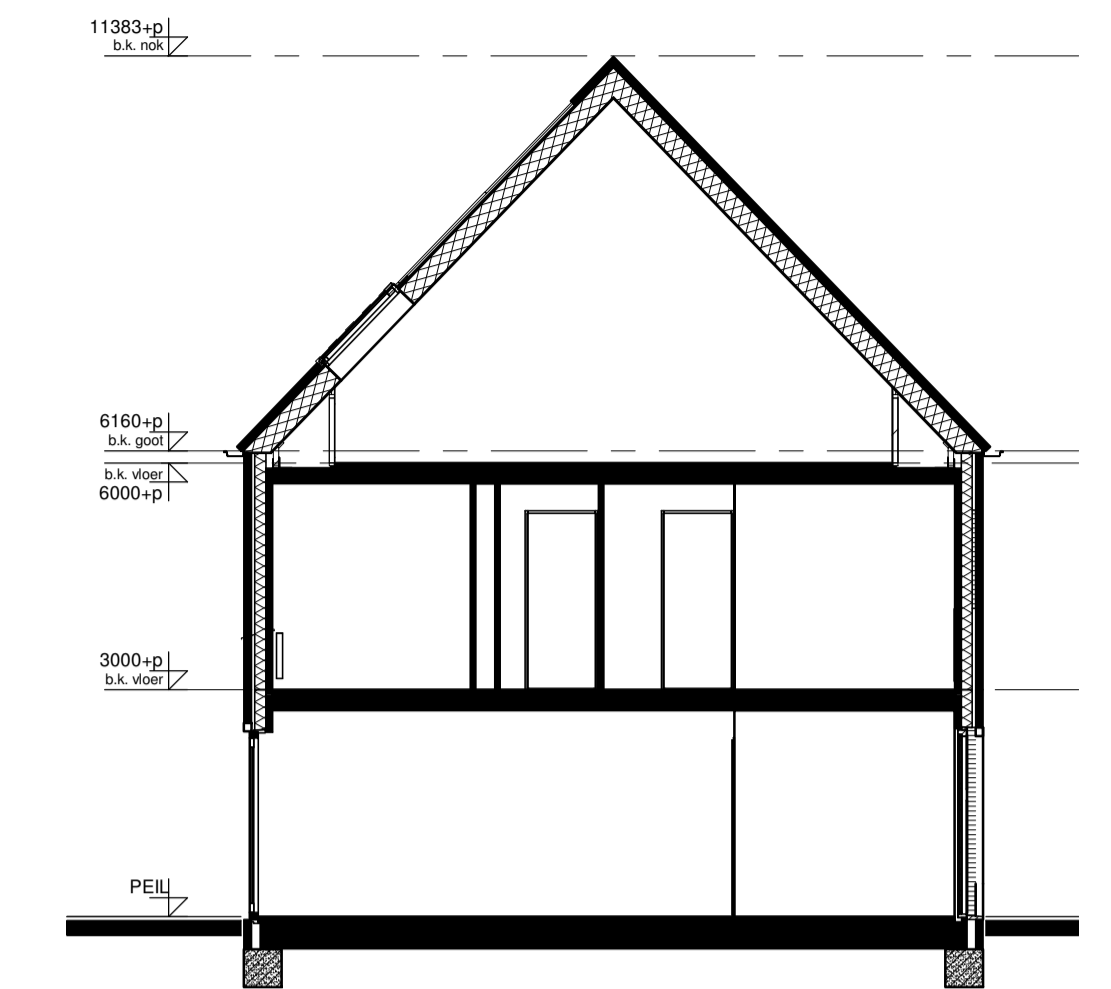 11383+p
b.k. nok
6160+p
b.k. goot
b.k. vloer
6000+p
3000+p
b.k. vloer
PEIL